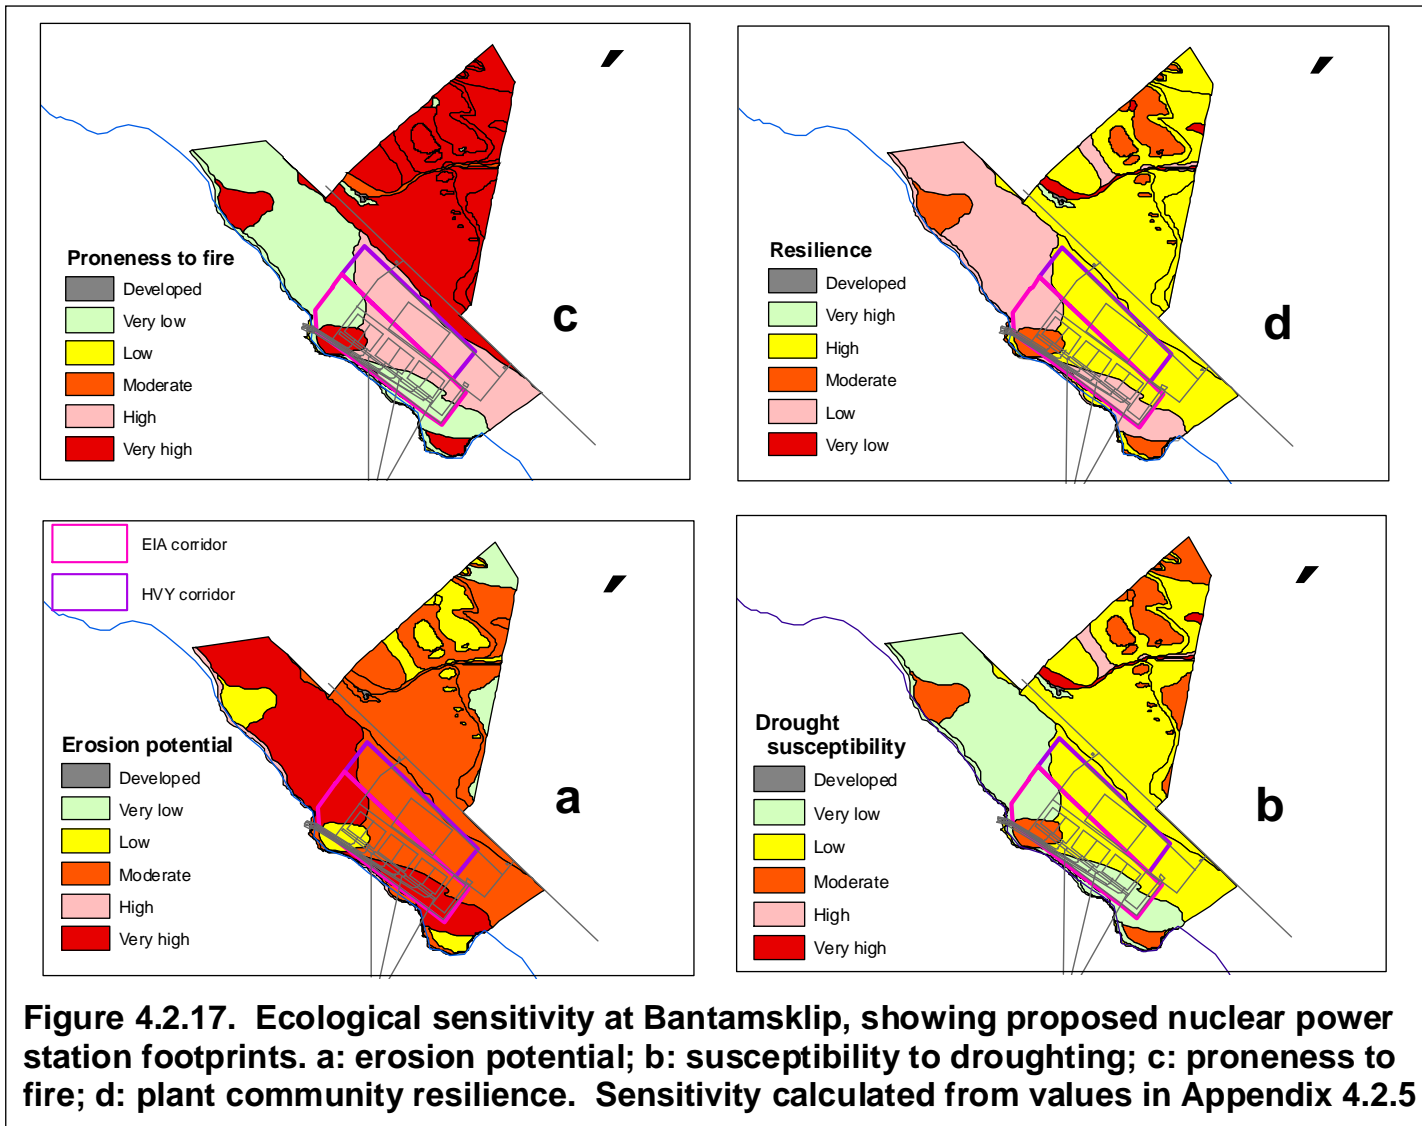 Proneness to fire
Developed
Very low
Low
Moderate
High
Very high
c
Resilience
Developed
Very high
High
Moderate
Low
Very low
d
EIA corridor
HVY corridor
Erosion potential
Developed
Very low
Low
Moderate
High
Very high
a
Drought
susceptibility
Developed
Very low
Low
Moderate
High
Very high
b
Figure 4.2.17. Ecological sensitivity at Bantamsklip, showing proposed nuclear power
station footprints. a: erosion potential; b: susceptibility to droughting; c: proneness to
fire; d: plant community resilience. Sensitivity calculated from values in Appendix 4.2.5